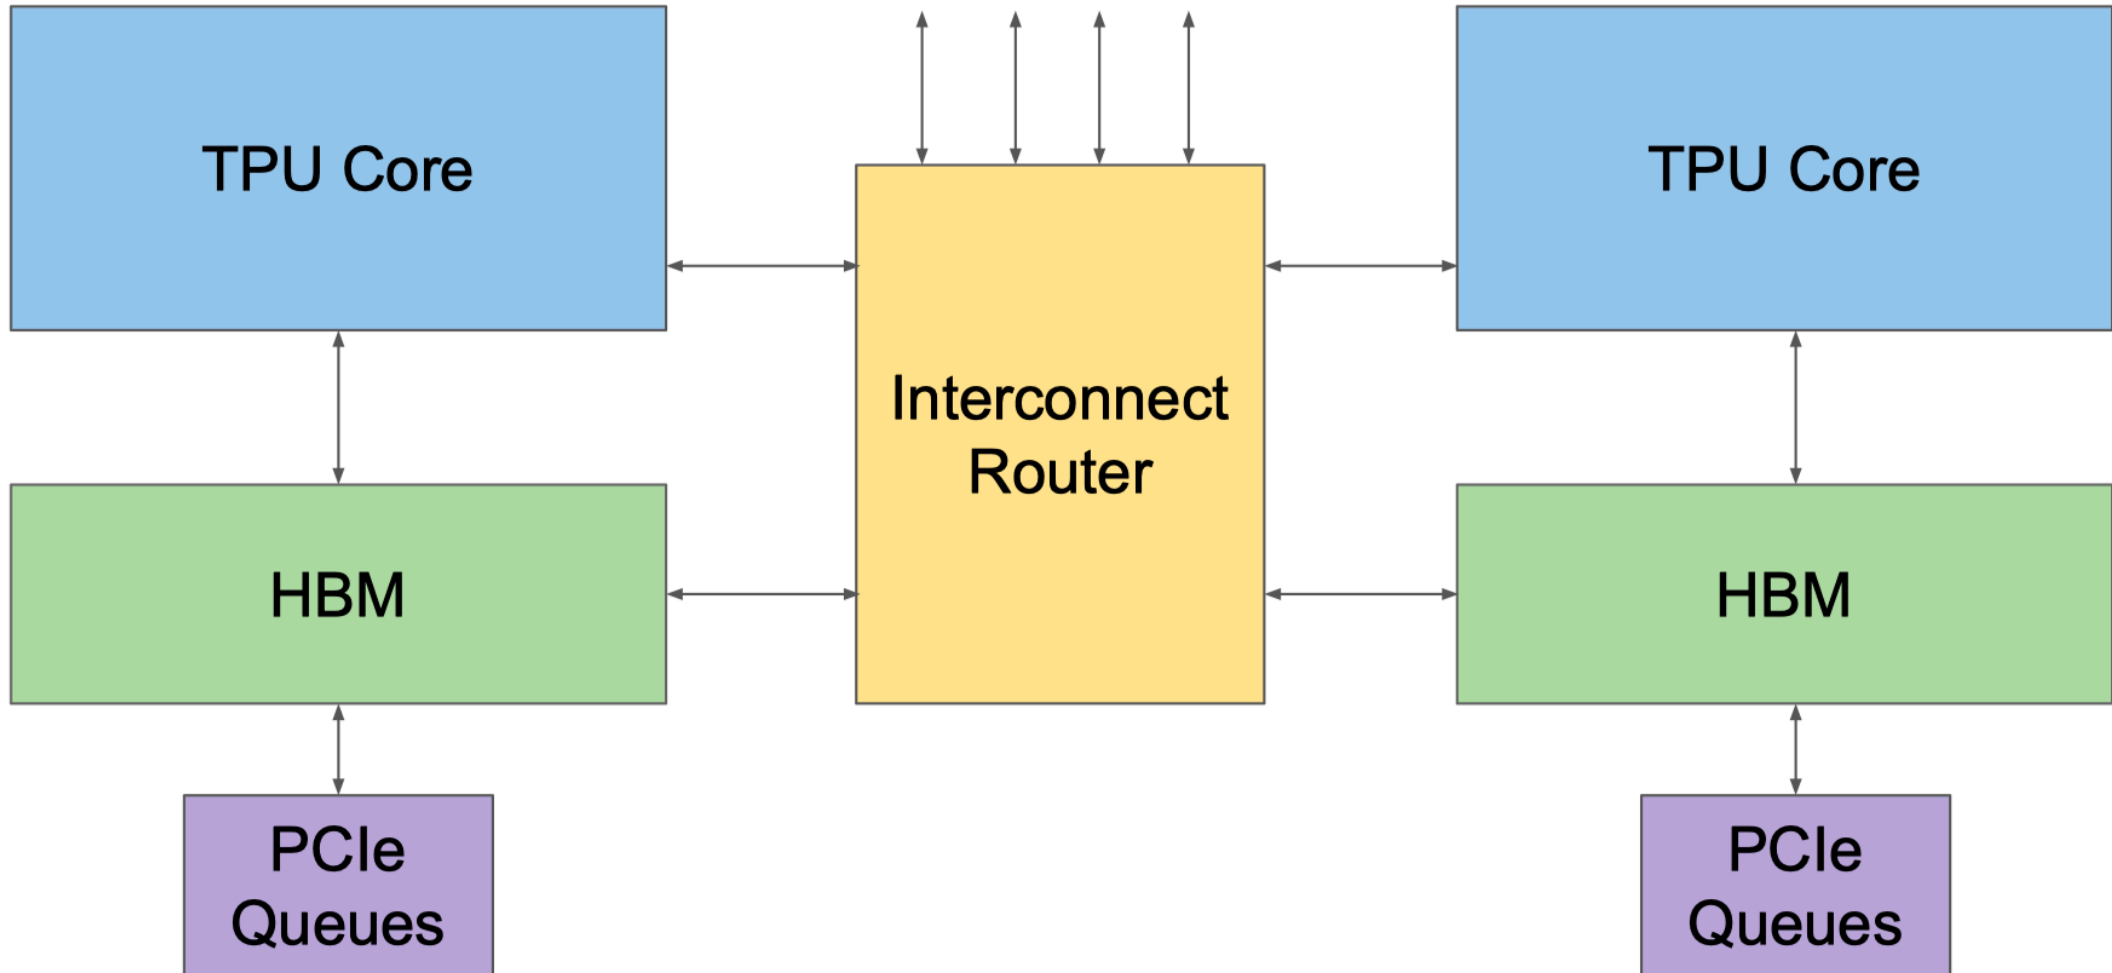 TPU Core
TPU Core
Interconnect
Router
HBM
HBM
PCIe
Queues
PCIe
Queues